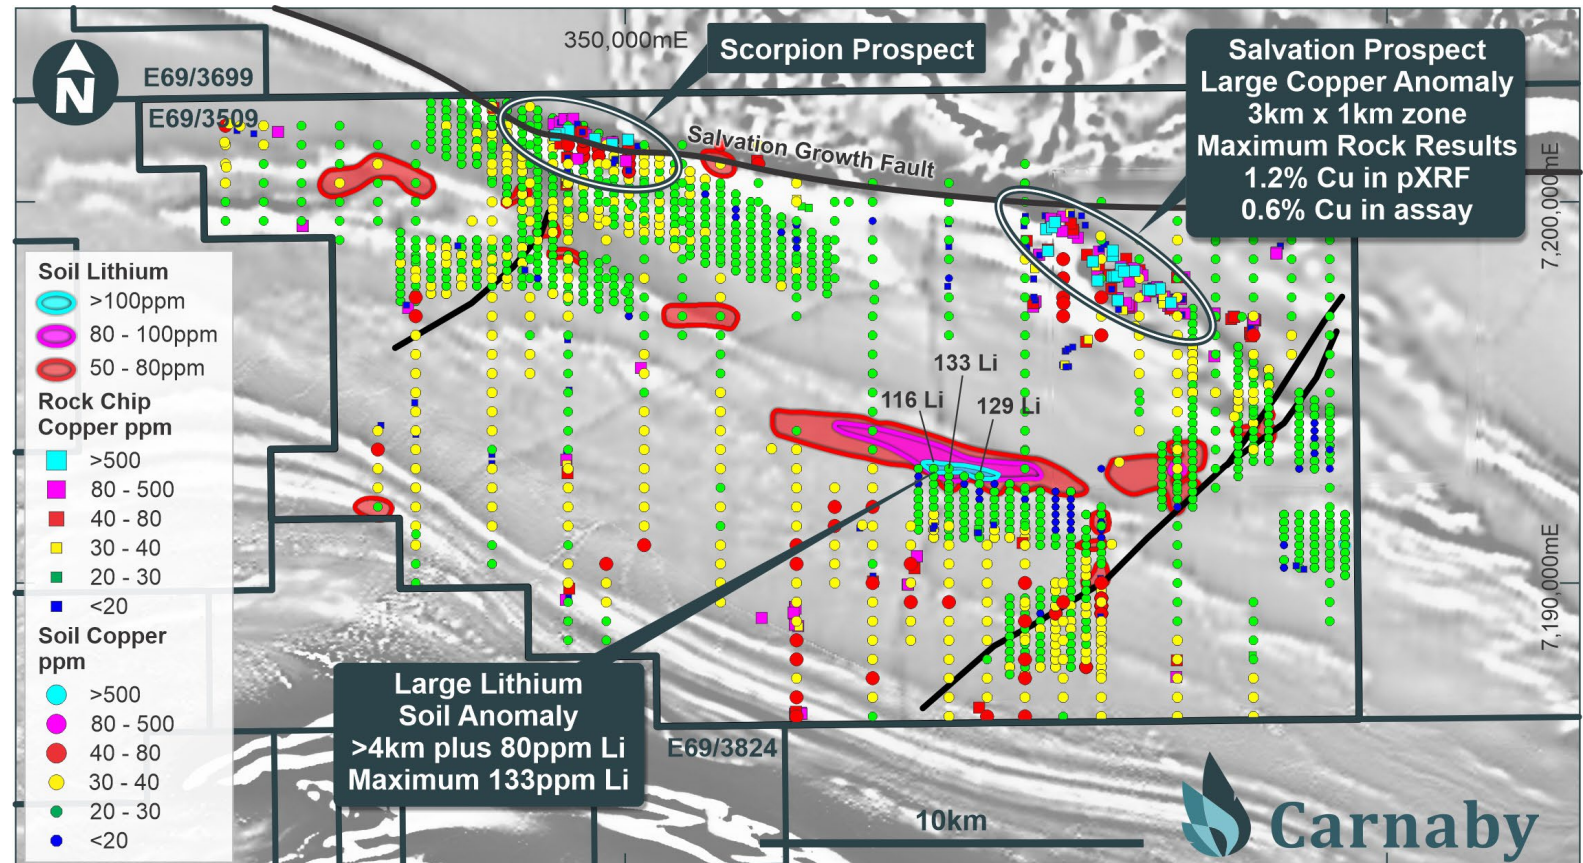 350,000mE
Scorpion Prospect
Salvation Prospect
Large Copper Anomaly
3km x 1km zone
Maximum Rock Results
1.2% Cu in pXRF
0.6% Cu in assay
N
E69/3699
E69/3509
Salvation Growth Fault
7,200,000mE
Soil Lithium
>100ppm
80 - 100ppm
50 - 80ppm
Rock Chip
Copper ppm
>500
80 - 500
40 - 80
30 - 40
20 - 30
<20
Soil Copper
ppm
>500
80 - 500
40 - 80
30 - 40
20 - 30
<20
133 Li
116 Li
129 Li
7,190,000mE
Large Lithium
Soil Anomaly
>4km plus 80ppm Li
Maximum 133ppm Li
E69/3824
10km
Carnaby